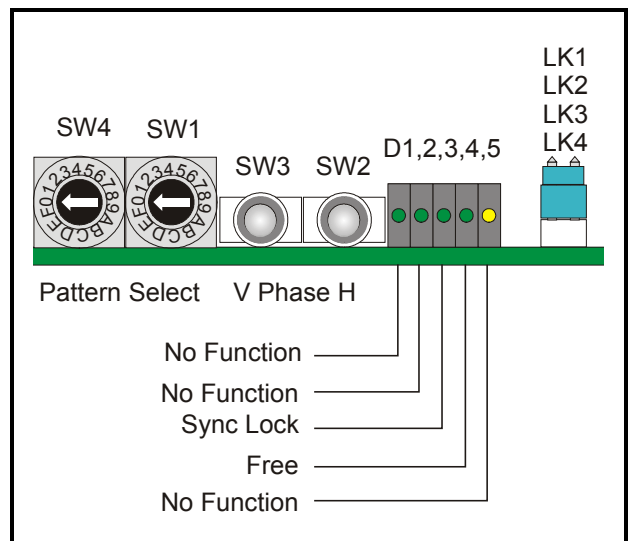 LK1
LK2
LK3
LK4
SW4 SW1 SW3 SW2 D1,2,3,4,5
0123456789ABCDEF
0123456789ABCDEF
Pattern Select V Phase H
No Function
No Function
Sync Lock
Free
No Function